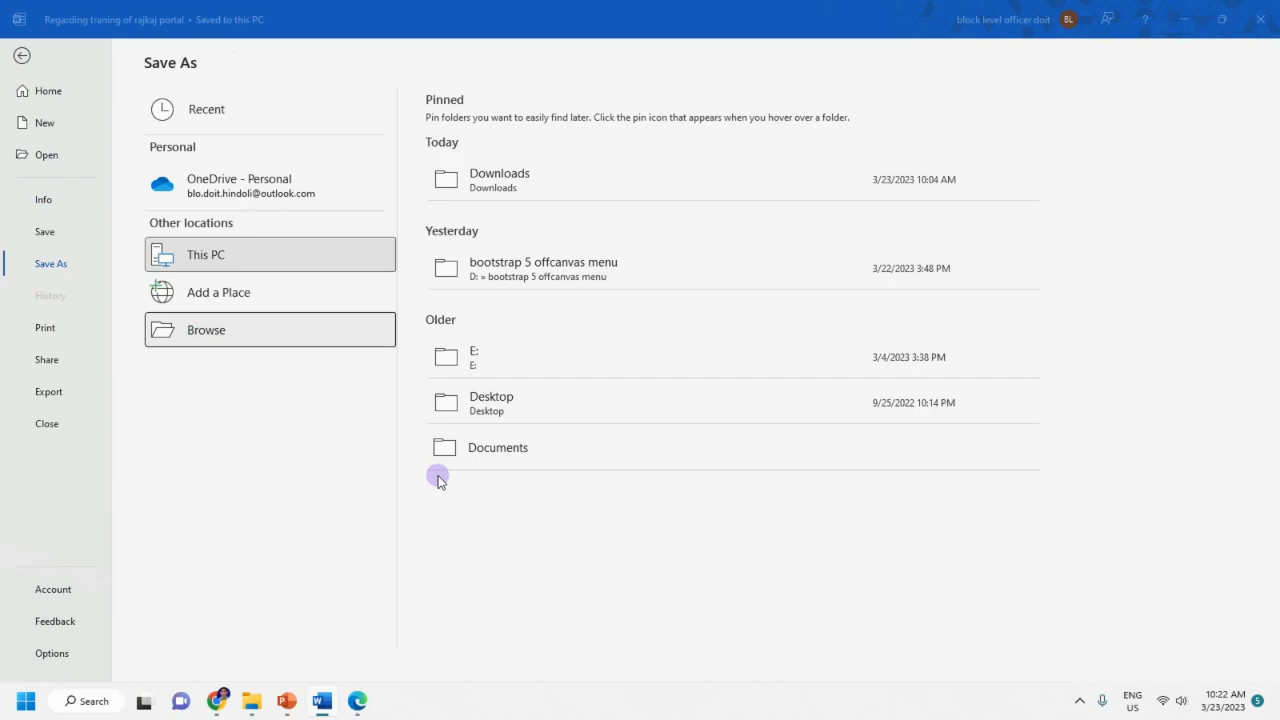 Regarding traning of rajkaj portal • Saved to this PC
block level officer doit
BL
?
Save As
Home
New
Open
Info
Save
Save As
History
Print
Share
Export
Close
Account
Feedback
Options
Recent
Personal
OneDrive - Personal
blo.doit.hindoli@outlook.com
Other locations
This PC
Add a Place
Browse
Pinned
Pin folders you want to easily find later. Click the pin icon that appears when you hover over a folder.
Today
Downloads
Downloads
3/23/2023 10:04 AM
Yesterday
bootstrap 5 offcanvas menu
D: » bootstrap 5 offcanvas menu
3/22/2023 3:48 PM
Older
E:
E:
3/4/2023 3:38 PM
Desktop
Desktop
9/25/2022 10:14 PM
Documents
Search
ENG
US
10:22 AM
3/23/2023
5